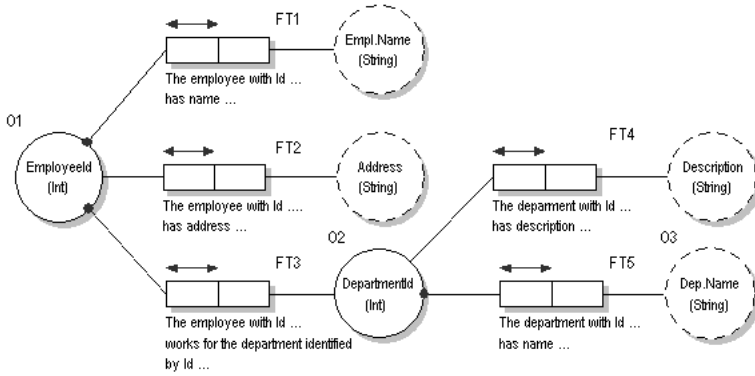 FT1
Empl.Name
(String)
The employee with Id ...
has name ...
O1
EmployeeId
(Int)
FT2
Address
(String)
The employee with Id ....
has address ...
FT4
Description
(String)
The deparment with Id ...
has description ...
O2
FT3
DepartmentId
(Int)
The employee with Id ...
works for the department identified
by Id ...
O3
FT5
Dep.Name
(String)
The department with Id ...
has name ...